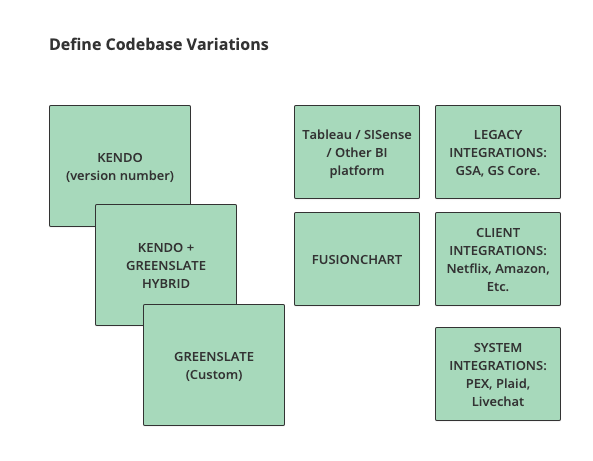 Define Codebase Variations
KENDO
(version number)
KENDO +
GREENSLATE
HYBRID
GREENSLATE
(Custom)
Tableau / SISense
/ Other BI
platform
FUSIONCHART
LEGACY
INTEGRATIONS:
GSA, GS Core.
CLIENT
INTEGRATIONS:
Netflix, Amazon,
Etc.
SYSTEM
INTEGRATIONS:
PEX, Plaid,
Livechat